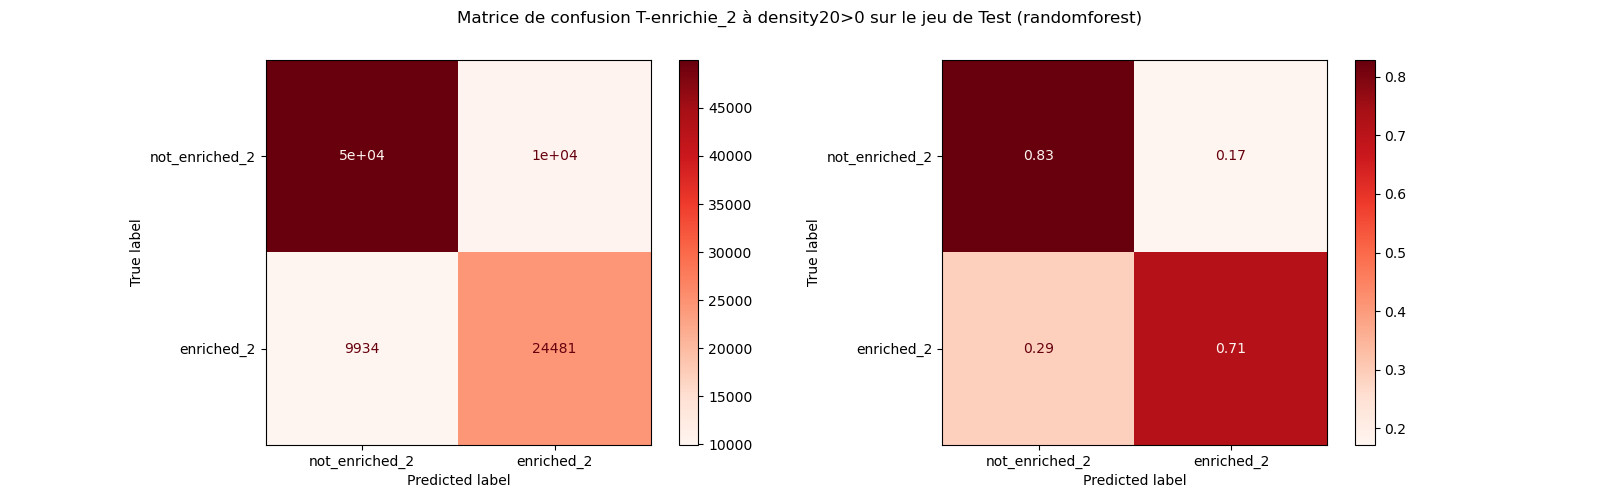 Matrice de confusion T-enrichie_2 à density20>0 sur le jeu de Test (randomforest)
not_enriched_2
enriched_2
True label
5e+04
1e+04
9934
24481
not_enriched_2
enriched_2
Predicted label
45000
40000
35000
30000
25000
20000
15000
10000
not_enriched_2
enriched_2
True label
0.83
0.17
0.29
0.71
not_enriched_2
enriched_2
Predicted label
0.8
0.7
0.6
0.5
0.4
0.3
0.2